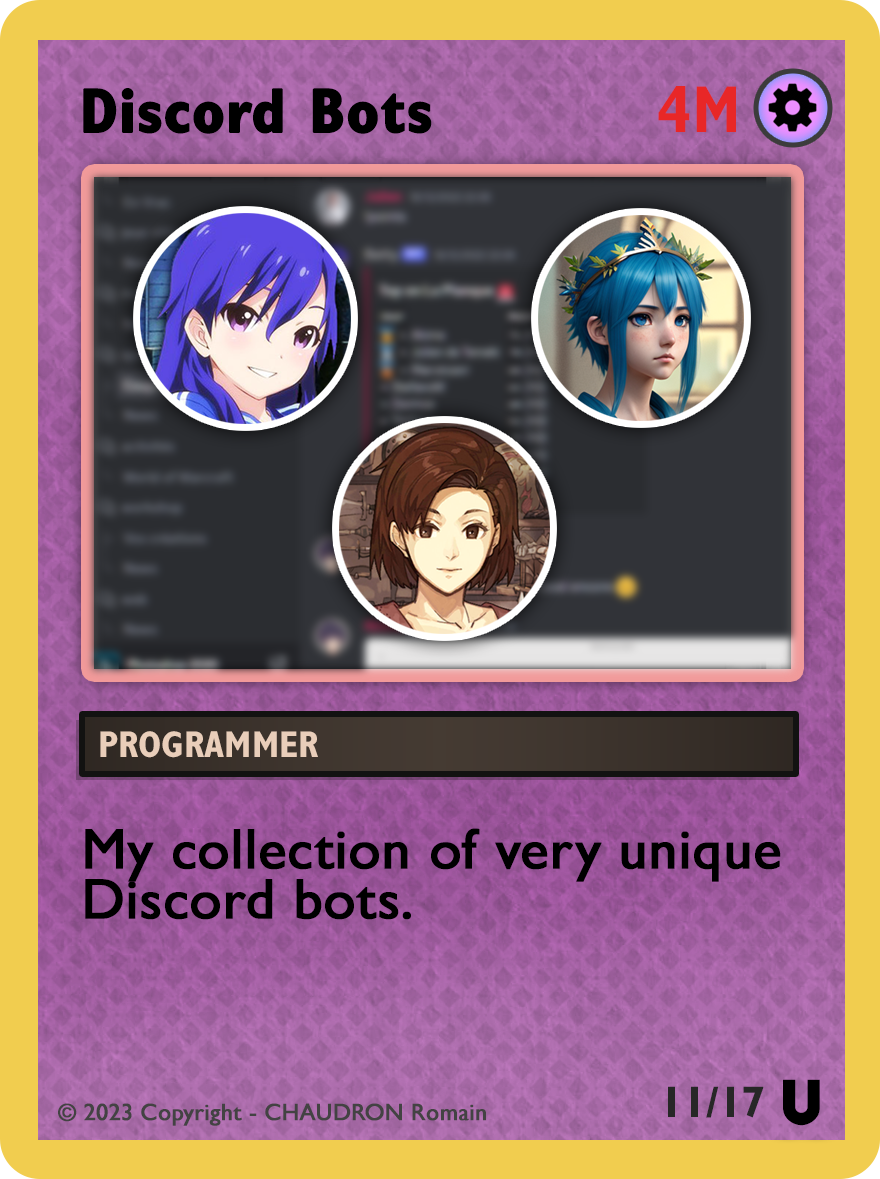 Discord Bots
4M
PROGRAMMER
My collection of very unique
Discord bots.
© 2023 Copyright - CHAUDRON Romain
11/17 U